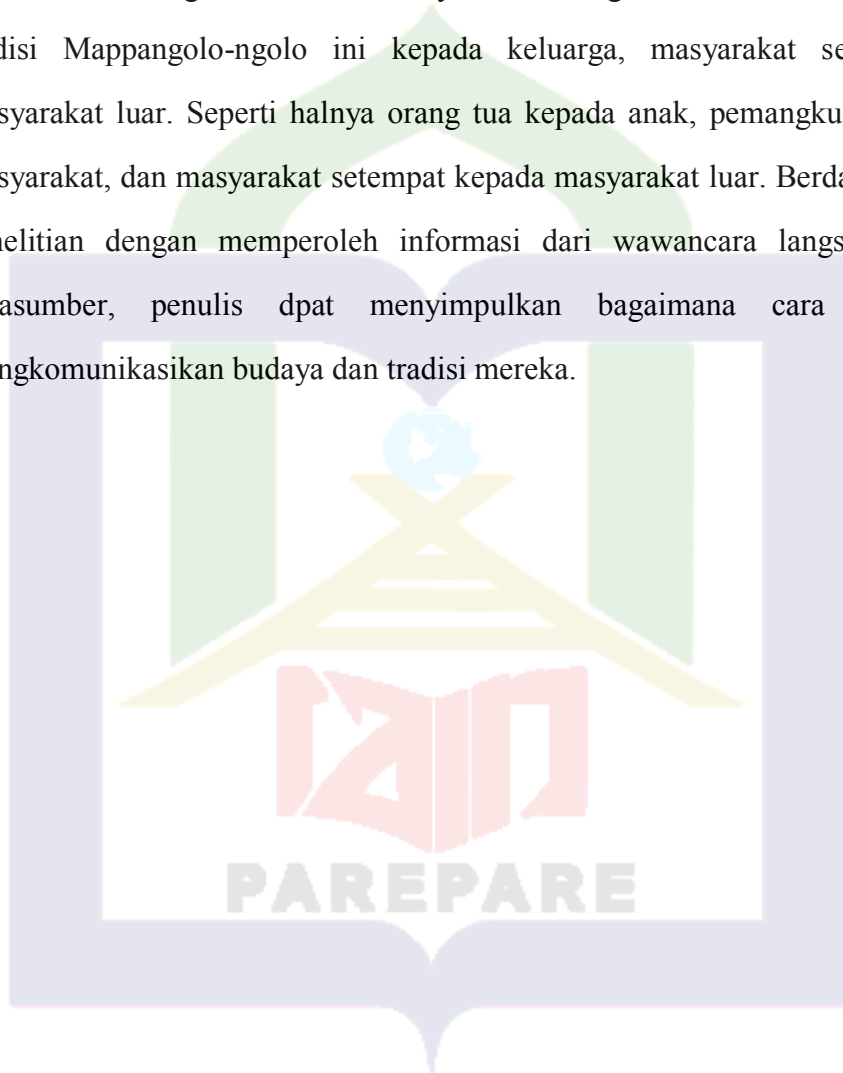 disi Mappangolo-ngolo ini kepada keluarga, masyarakat se
syarakat luar. Seperti halnya orang tua kepada anak, pemangku
syarakat, dan masyarakat setempat kepada masyarakat luar. Berda
nelitian dengan memperoleh informasi dari wawancara langs
asumber, penulis dpat menyimpulkan bagaimana cara
ngkomunikasikan budaya dan tradisi mereka.
iain
PAREPARE